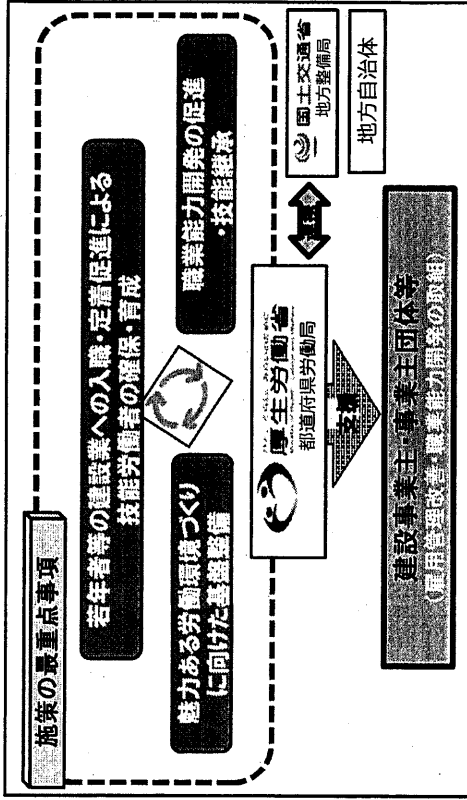 施策の最重点事項
若年者等の建設業への入職・定着促進による
技能労働者の確保・育成
魅力ある労働環境づくり
に向けた基盤整備
職業能力開発の促進
・技能継承
厚生労働省
都道府県労働局
国土交通省
地方整備局
地方自治体
支援
建設事業主・事業主団体等
(雇用管理改善・職業能力開発の取組)